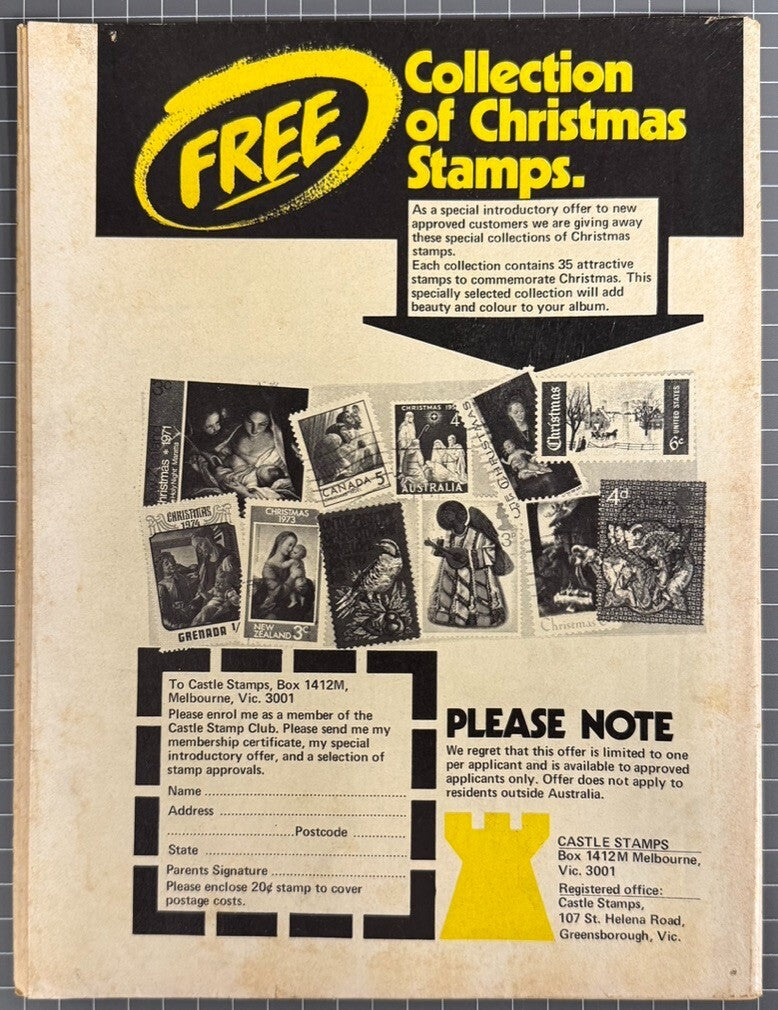 FREE
Collection
of Christmas
Stamps.
As a special introductory offer to new
approved customers we are giving away
these special collections of Christmas
stamps.
Each collection contains 35 attractive
stamps to commemorate Christmas. This
specially selected collection will add
beauty and colour to your album.
3c
Christmas ★ 1971
CANADA 5
CHRISTMAS 195
4
AUSTRALIA
CHRISTMAS
Christmas
UNITED STATES
6c
CHRISTMAS
1974
GRENADA 1/
CHRISTMAS
1973
NEW
ZEALAND 3c
3p
Christmas
4d
To Castle Stamps, Box 1412M,
Melbourne, Vic. 3001
Please enrol me as a member of the
Castle Stamp Club. Please send me my
membership certificate, my special
introductory offer, and a selection of
stamp approvals.
Name
Address
Postcode
State
Parents Signature
Please enclose 20¢ stamp to cover
postage costs.
PLEASE NOTE
We regret that this offer is limited to one
per applicant and is available to approved
applicants only. Offer does not apply to
residents outside Australia.
CASTLE STAMPS
Box 1412M Melbourne,
Vic. 3001
Registered office:
Castle Stamps,
107 St. Helena Road,
Greensborough, Vic.